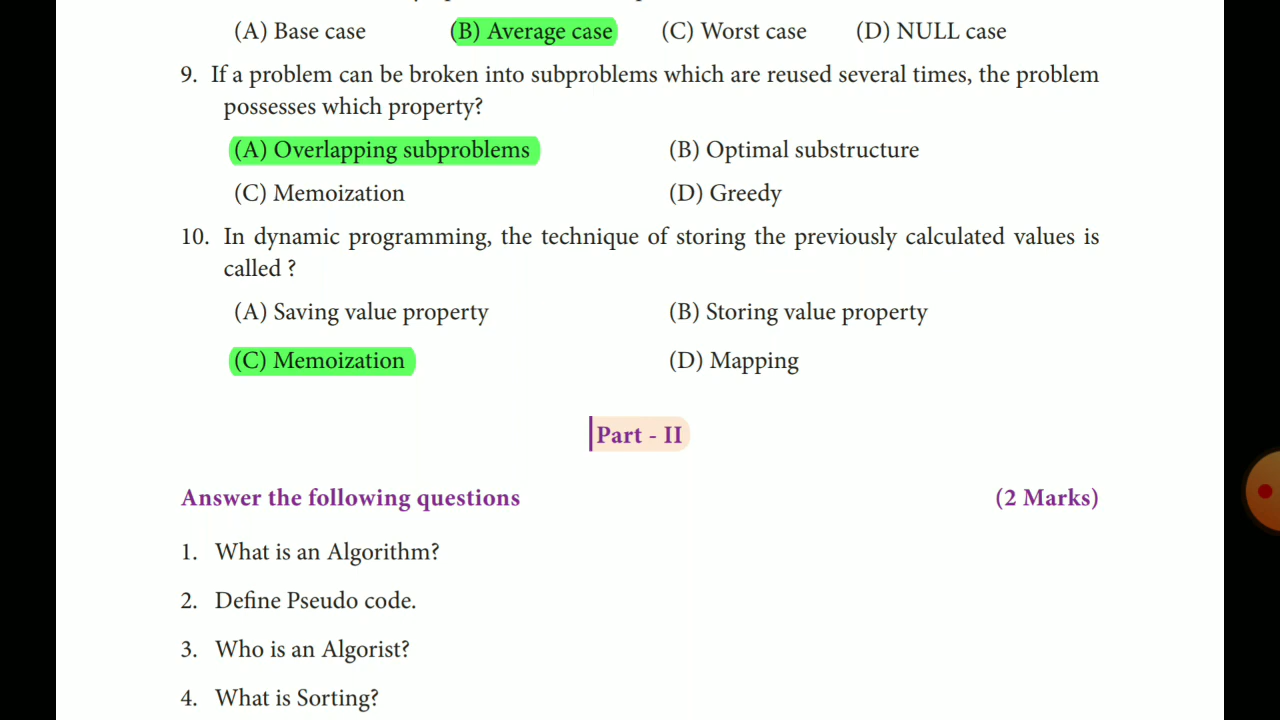 (A) Base case (B) Average case (C) Worst case (D) NULL case
9. If a problem can be broken into subproblems which are reused several times, the problem
possesses which property?
(A) Overlapping subproblems (B) Optimal substructure
(C) Memoization (D) Greedy
10. In dynamic programming, the technique of storing the previously calculated values is
called ?
(A) Saving value property (B) Storing value property
(C) Memoization (D) Mapping
Part - II
Answer the following questions (2 Marks)
1. What is an Algorithm?
2. Define Pseudo code.
3. Who is an Algorist?
4. What is Sorting?